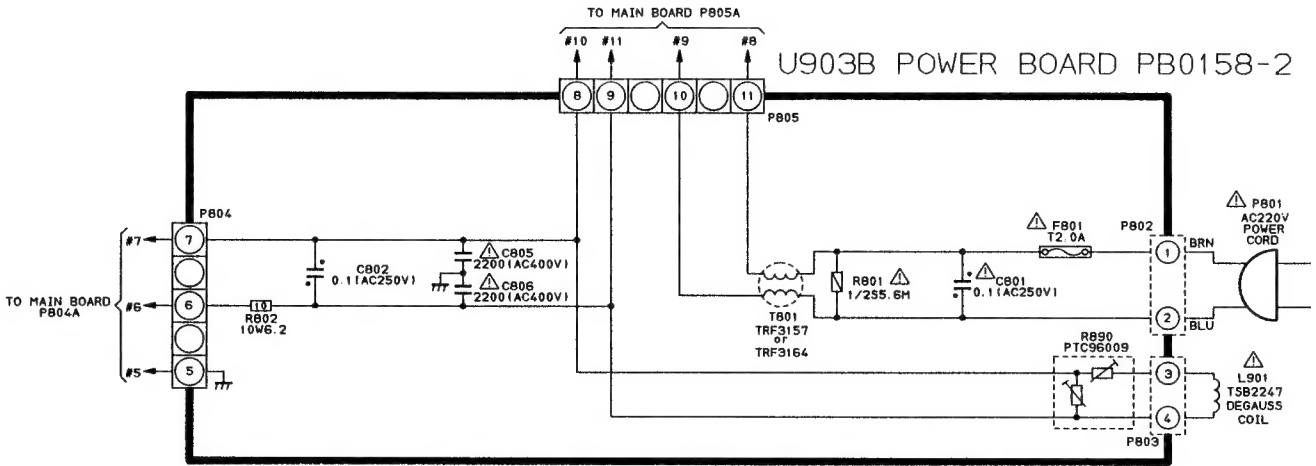 TO MAIN BOARD P805A
#10 #11 #9 #8
U903B POWER BOARD PB0158-2
8 9 10 11
P805
P804
#7
7
TO MAIN BOARD
P804A
#6
6
#5
5
10
R802
10W6.2
C802
0.1(AC250V)
C805
2200(AC400V)
C806
2200(AC400V)
T801
TRF3157
or
TRF3164
R801
1/2S5.6M
C801
0.1(AC250V)
F801
T2.0A
P802
1
BRN
2
BLU
P801
AC220V
POWER
CORD
R890
PTC96009
3
4
P803
L901
TSB2247
DEGAUSS
COIL